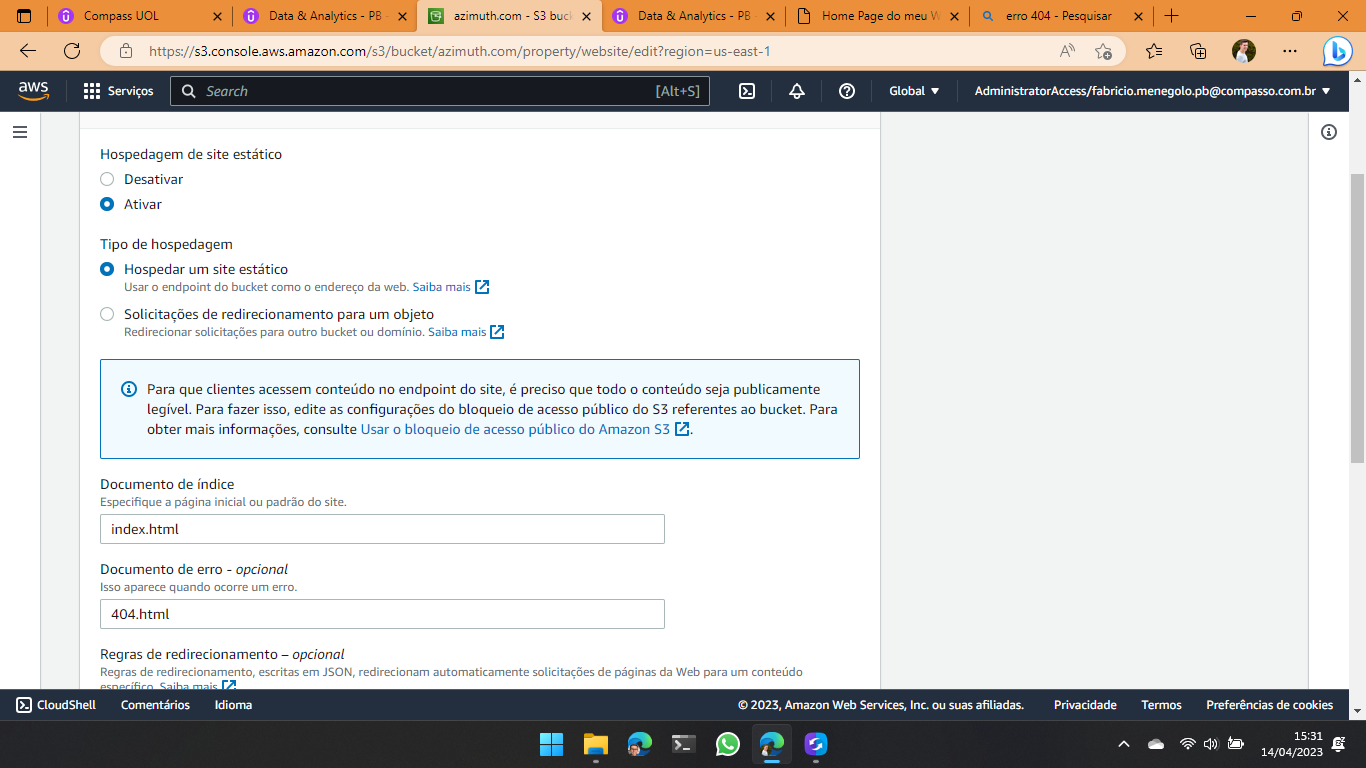 Compass UOL
Data & Analytics - PB -
azimuth.com - S3 buck
Data & Analytics - PB -
Home Page do meu W
erro 404 - Pesquisar
https://s3.console.aws.amazon.com/s3/bucket/azimuth.com/property/website/edit?region=us-east-1
aws
Serviços
Search
[Alt+S]
Global
AdministratorAccess/fabricio.menegolo.pb@compasso.com.br
Hospedagem de site estático
Desativar
Ativar
Tipo de hospedagem
Hospedar um site estático
Usar o endpoint do bucket como o endereço da web. Saiba mais
Solicitações de redirecionamento para um objeto
Redirecionar solicitações para outro bucket ou domínio. Saiba mais
Para que clientes acessem conteúdo no endpoint do site, é preciso que todo o conteúdo seja publicamente
legível. Para fazer isso, edite as configurações do bloqueio de acesso público do S3 referentes ao bucket. Para
obter mais informações, consulte Usar o bloqueio de acesso público do Amazon S3.
Documento de índice
Especifique a página inicial ou padrão do site.
index.html
Documento de erro - opcional
Isso aparece quando ocorre um erro.
404.html
Regras de redirecionamento – opcional
Regras de redirecionamento, escritas em JSON, redirecionam automaticamente solicitações de páginas da Web para um conteúdo
específico. Saiba mais
CloudShell
Comentários
Idioma
© 2023, Amazon Web Services, Inc. ou suas afiliadas.
Privacidade
Termos
Preferências de cookies
15:31
14/04/2023